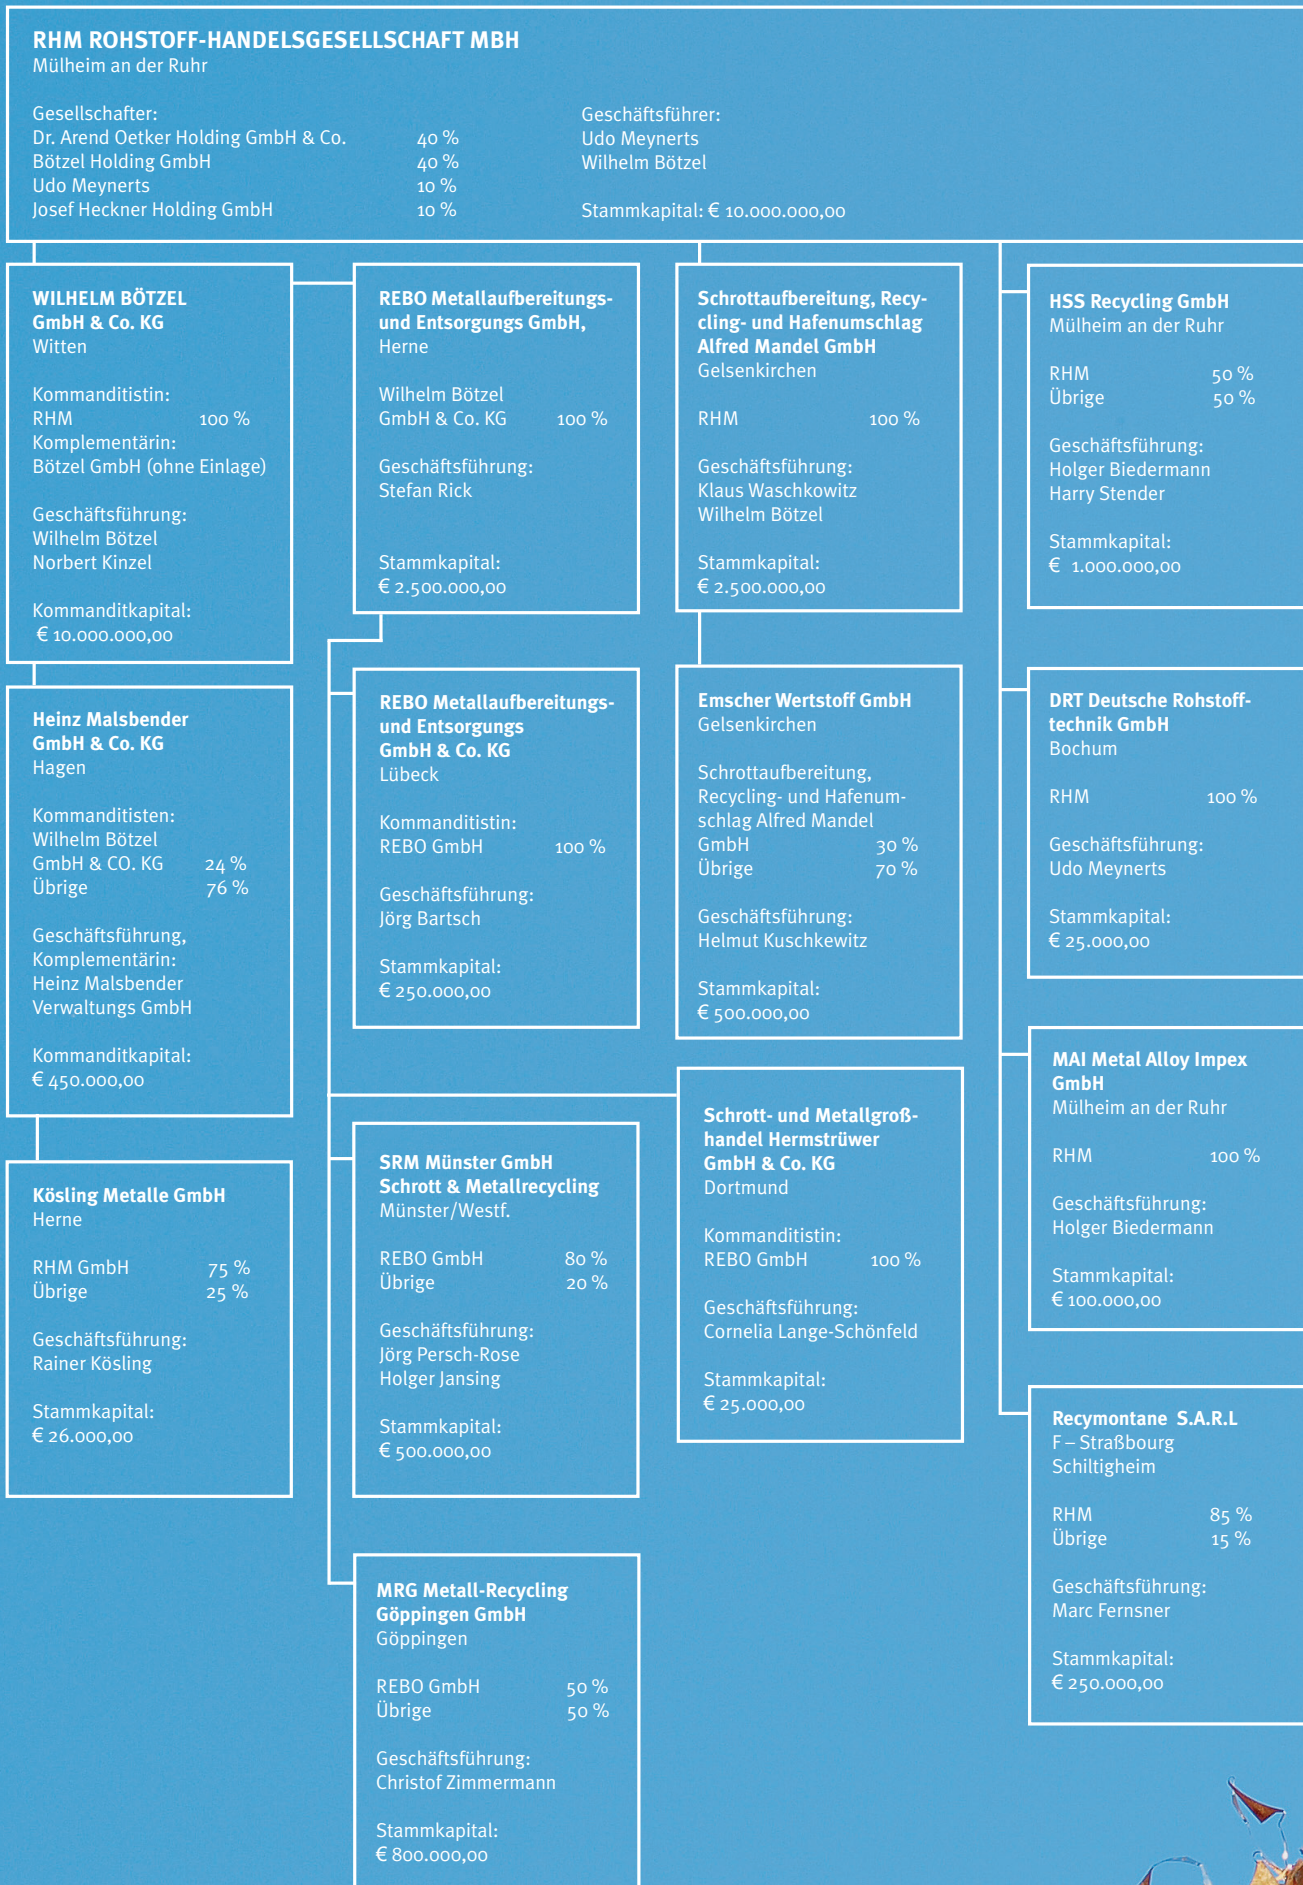 RHM ROHSTOFF-HANDELSGESELLSCHAFT MBH
Mülheim an der Ruhr
Gesellschafter:
Dr. Arend Oetker Holding GmbH & Co. 40 %
Bötzel Holding GmbH 40 %
Udo Meynerts 10 %
Josef Heckner Holding GmbH 10 %
Geschäftsführer:
Udo Meynerts
Wilhelm Bötzel
Stammkapital: € 10.000.000,00
WILHELM BÖTZEL
GmbH & Co. KG
Witten
Kommanditistin:
RHM 100 %
Komplementärin:
Bötzel GmbH (ohne Einlage)
Geschäftsführung:
Wilhelm Bötzel
Norbert Kinzel
Kommanditkapital:
€ 10.000.000,00
REBO Metallaufbereitungs-
und Entsorgungs GmbH,
Herne
Wilhelm Bötzel
GmbH & Co. KG 100 %
Geschäftsführung:
Stefan Rick
Stammkapital:
€ 2.500.000,00
Schrottaufbereitung, Recy-
cling- und Hafenumschlag
Alfred Mandel GmbH
Gelsenkirchen
RHM 100 %
Geschäftsführung:
Klaus Waschkowitz
Wilhelm Bötzel
Stammkapital:
€ 2.500.000,00
HSS Recycling GmbH
Mülheim an der Ruhr
RHM 50 %
Übrige 50 %
Geschäftsführung:
Holger Biedermann
Harry Stender
Stammkapital:
€ 1.000.000,00
Heinz Malsbender
GmbH & Co. KG
Hagen
Kommanditisten:
Wilhelm Bötzel
GmbH & CO. KG 24 %
Übrige 76 %
Geschäftsführung,
Komplementärin:
Heinz Malsbender
Verwaltungs GmbH
Kommanditkapital:
€ 450.000,00
REBO Metallaufbereitungs-
und Entsorgungs
GmbH & Co. KG
Lübeck
Kommanditistin:
REBO GmbH 100 %
Geschäftsführung:
Jörg Bartsch
Stammkapital:
€ 250.000,00
Emscher Wertstoff GmbH
Gelsenkirchen
Schrottaufbereitung,
Recycling- und Hafenum-
schlag Alfred Mandel
GmbH 30 %
Übrige 70 %
Geschäftsführung:
Helmut Kuschkewitz
Stammkapital:
€ 500.000,00
DRT Deutsche Rohstoff-
technik GmbH
Bochum
RHM 100 %
Geschäftsführung:
Udo Meynerts
Stammkapital:
€ 25.000,00
Kösling Metalle GmbH
Herne
RHM GmbH 75 %
Übrige 25 %
Geschäftsführung:
Rainer Kösling
Stammkapital:
€ 26.000,00
SRM Münster GmbH
Schrott & Metallrecycling
Münster/Westf.
REBO GmbH 80 %
Übrige 20 %
Geschäftsführung:
Jörg Persch-Rose
Holger Jansing
Stammkapital:
€ 500.000,00
Schrott- und Metallgroß-
handel Hermstrüwer
GmbH & Co. KG
Dortmund
Kommanditistin:
REBO GmbH 100 %
Geschäftsführung:
Cornelia Lange-Schönfeld
Stammkapital:
€ 25.000,00
MAI Metal Alloy Impex
GmbH
Mülheim an der Ruhr
RHM 100 %
Geschäftsführung:
Holger Biedermann
Stammkapital:
€ 100.000,00
Recymontane S.A.R.L
F – Straßbourg
Schiltigheim
RHM 85 %
Übrige 15 %
Geschäftsführung:
Marc Fernsner
Stammkapital:
€ 250.000,00
MRG Metall-Recycling
Göppingen GmbH
Göppingen
REBO GmbH 50 %
Übrige 50 %
Geschäftsführung:
Christof Zimmermann
Stammkapital:
€ 800.000,00